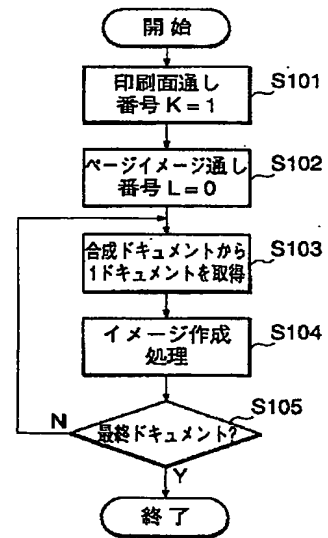 開始
印刷面通し
番号 K=1
S101
ページイメージ通し
番号 L=0
S102
合成ドキュメントから
1ドキュメントを取得
S103
イメージ作成
処理
S104
最終ドキュメント?
S105
N
Y
終了